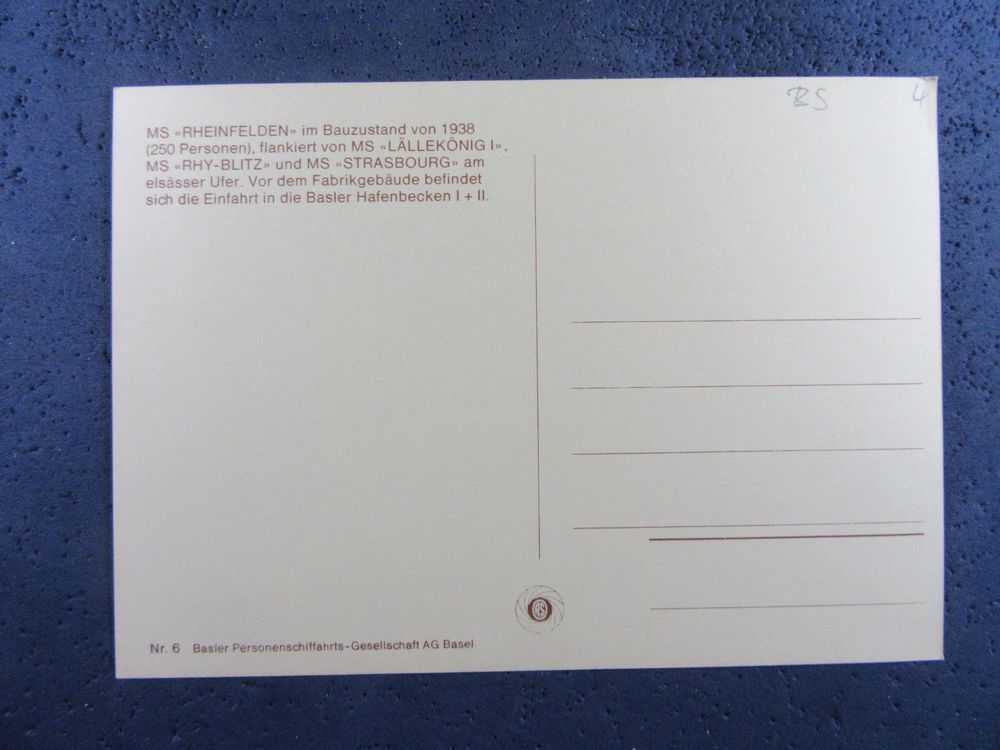 BS 4
MS «RHEINFELDEN» im Bauzustand von 1938
(250 Personen), flankiert von MS «LÄLLEKÖNIG I»,
MS «RHY-BLITZ» und MS «STRASBOURG» am
elsässer Ufer. Vor dem Fabrikgebäude befindet
sich die Einfahrt in die Basler Hafenbecken I + II.
Nr. 6 Basler Personenschiffahrts-Gesellschaft AG Basel